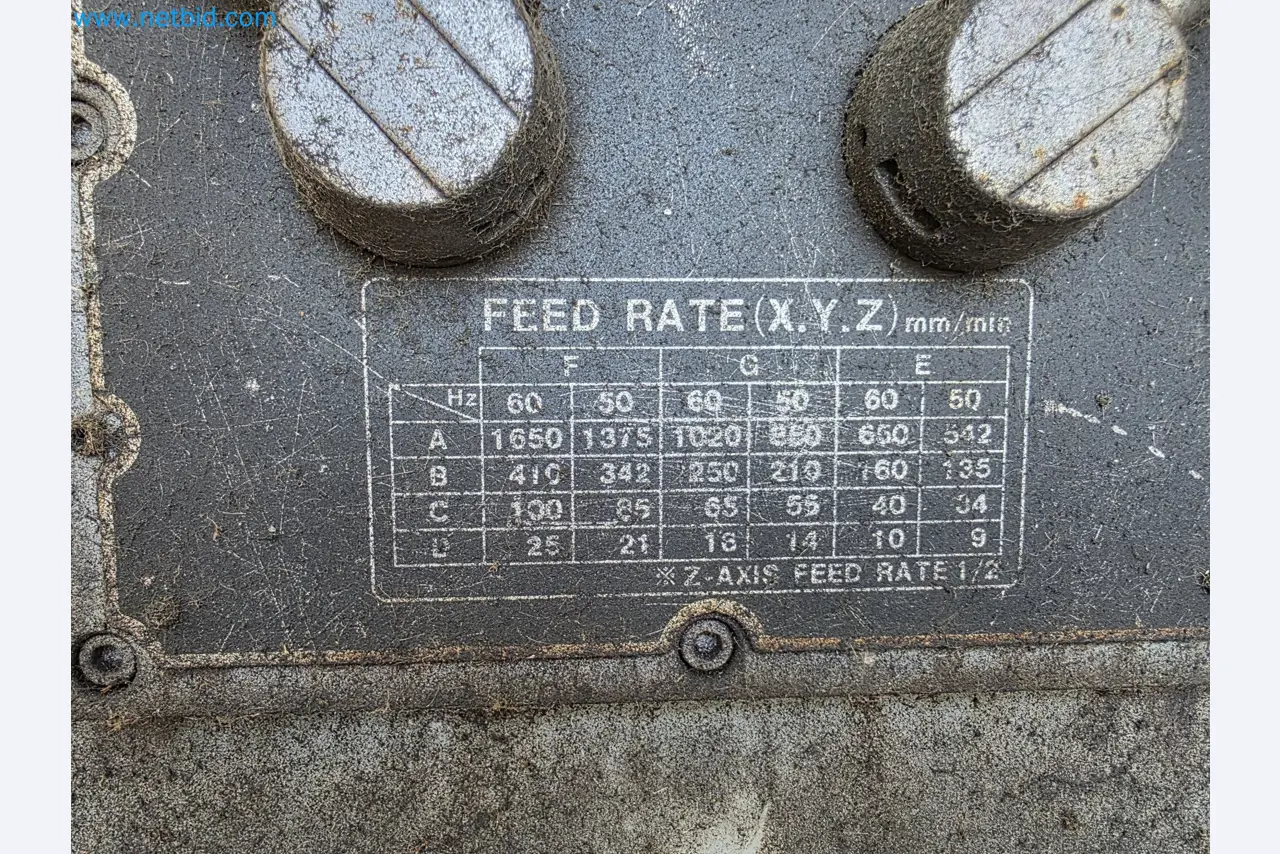 www.netbid.com
FEED RATE(X.Y.Z) mm/min
F G E
Hz 60 50 60 50 60 50
A 1650 1375 1020 850 650 542
B 410 342 250 210 160 135
C 100 85 65 55 40 34
D 25 21 16 14 10 9
※ Z-AXIS FEED RATE 1/2